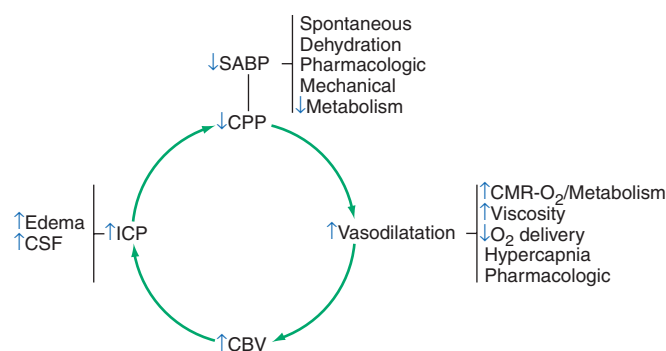 Spontaneous
Dehydration
↓SABP
Pharmacologic
Mechanical
↓Metabolism
↓CPP
↑CMR-O₂/Metabolism
↑Viscosity
↑Edema
↑CSF
↑ICP
↑Vasodilatation
↓O₂ delivery
Hypercapnia
Pharmacologic
↑CBV